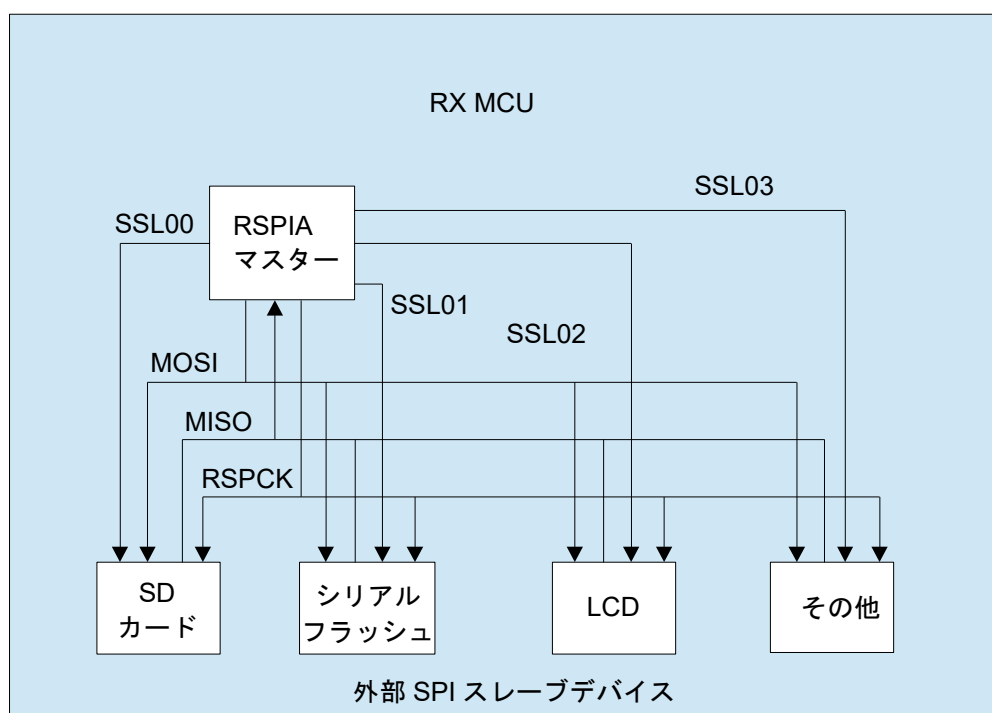 RX MCU
SSL03
SSL00
RSPIA
マスター
SSL01
SSL02
MOSI
MISO
RSPCK
SD
カード
シリアル
フラッシュ
LCD
その他
外部 SPI スレーブデバイス